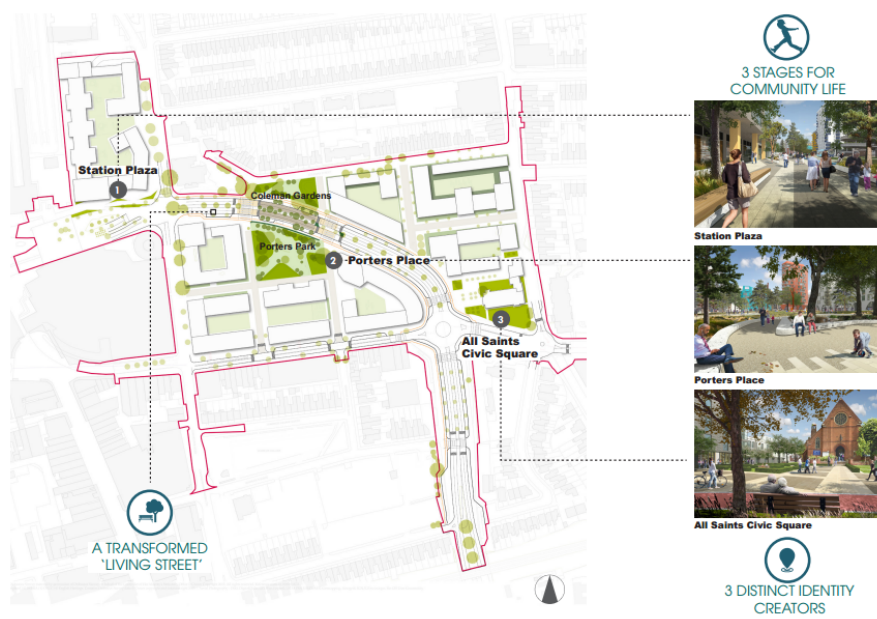 3 STAGES FOR
COMMUNITY LIFE
Station Plaza
1
Coleman Gardens
Porters Park
2
Porters Place
3
All Saints
Civic Square
Station Plaza
Porters Place
All Saints Civic Square
A TRANSFORMED
'LIVING STREET'
3 DISTINCT IDENTITY
CREATORS